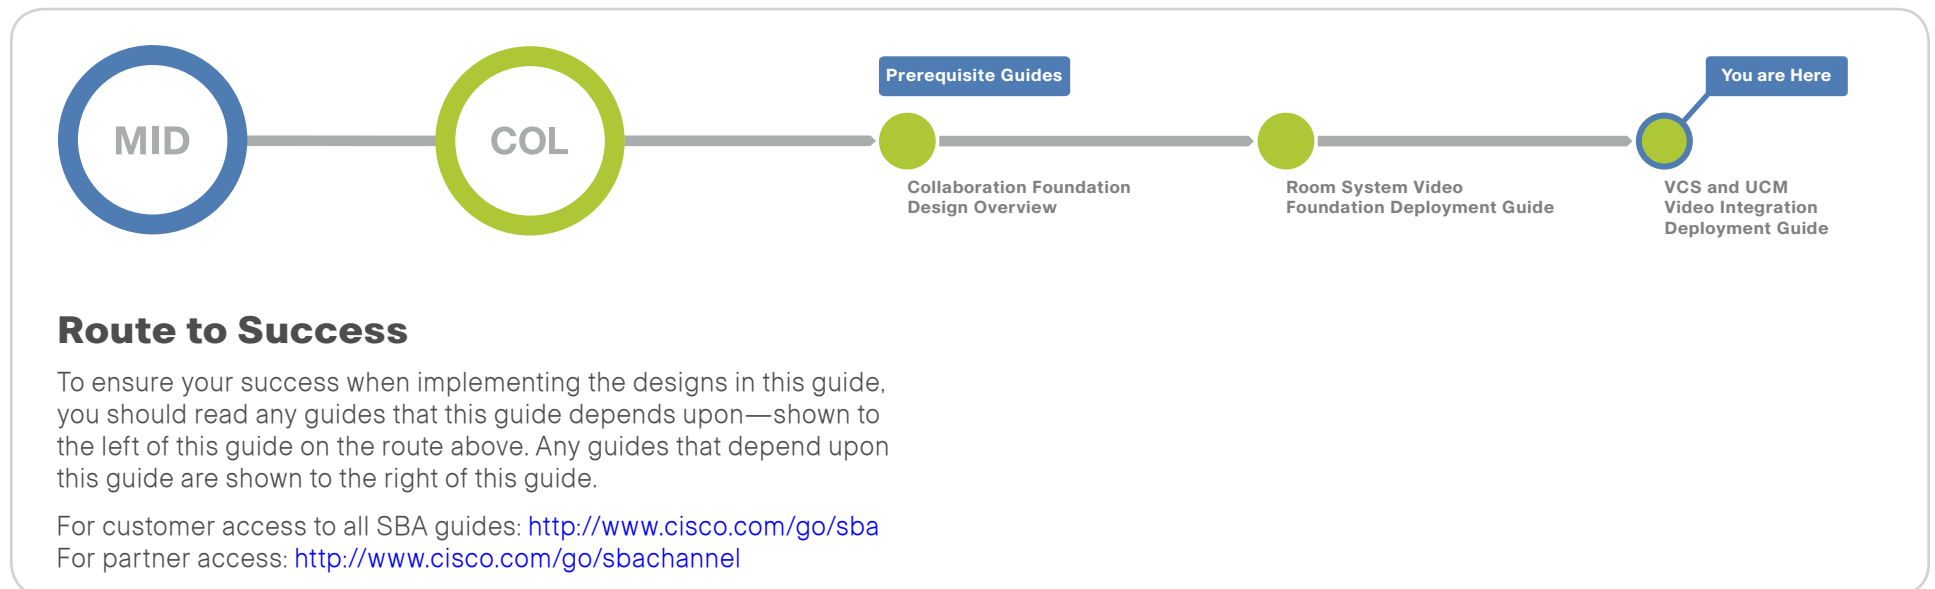 MID
COL
Prerequisite Guides
You are Here
Collaboration Foundation
Design Overview
Room System Video
Foundation Deployment Guide
VCS and UCM
Video Integration
Deployment Guide
Route to Success
To ensure your success when implementing the designs in this guide,
you should read any guides that this guide depends upon—shown to
the left of this guide on the route above. Any guides that depend upon
this guide are shown to the right of this guide.
For customer access to all SBA guides: http://www.cisco.com/go/sba
For partner access: http://www.cisco.com/go/sbachannel